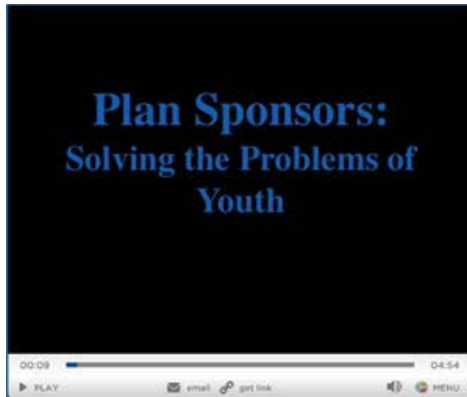 Plan Sponsors:
Solving the Problems of
Youth
00:09 04:54
PLAY email get link MENU